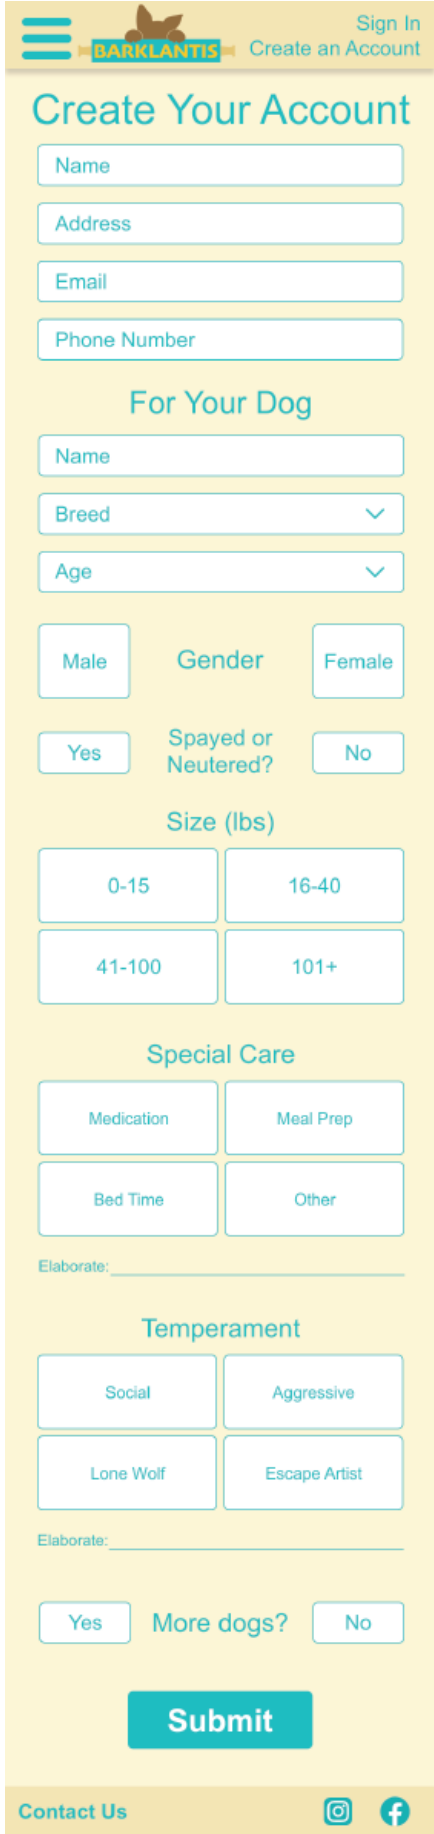 Sign In
BARKLANTIS
Create an Account
Create Your Account
Name
Address
Email
Phone Number
For Your Dog
Name
Breed
Age
Male
Gender
Female
Yes
Spayed or
Neutered?
No
Size (lbs)
0-15
16-40
41-100
101+
Special Care
Medication
Meal Prep
Bed Time
Other
Elaborate:
Temperament
Social
Aggressive
Lone Wolf
Escape Artist
Elaborate:
Yes
More dogs?
No
Submit
Contact Us